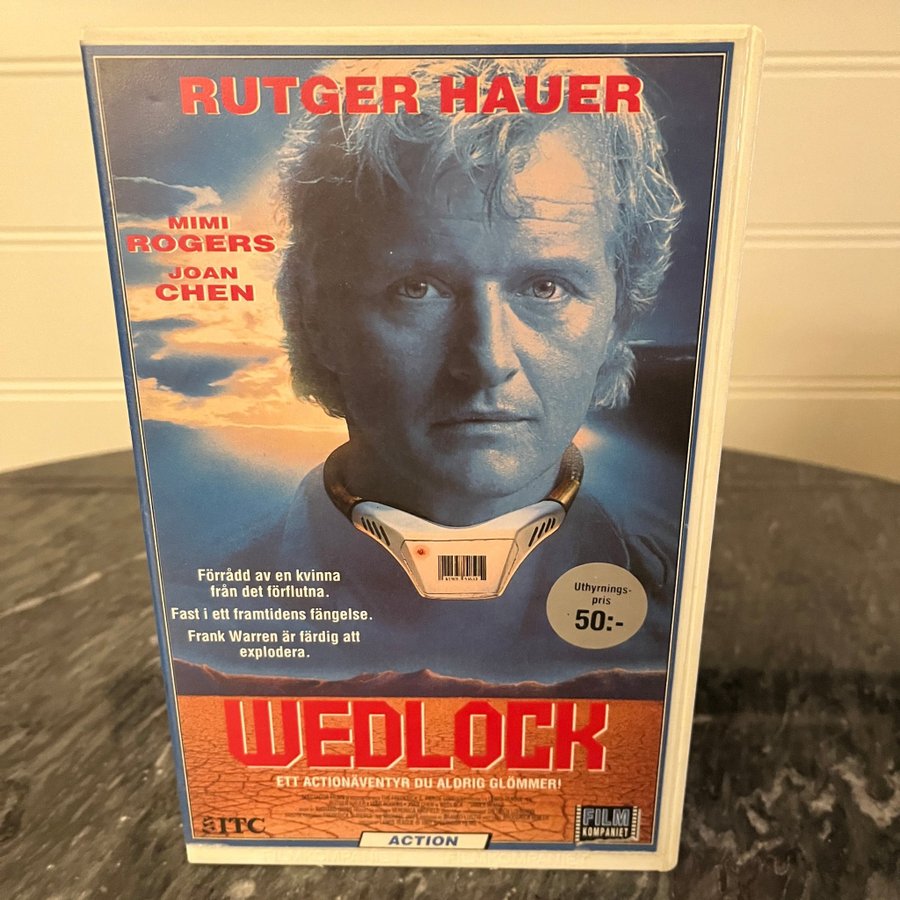 RUTGER HAUER
MIMI
ROGERS
JOAN
CHEN
Förrådd av en kvinna
från det förflutna.
Fast i ett framtidens fängelse.
Frank Warren är färdig att
explodera.
Uthyrnings-
pris
50:-
WEDLOCK
ETT ACTIONÄVENTYR DU ALDRIG GLÖMMER!
ITC
FILM
KOMPANIET
ACTION